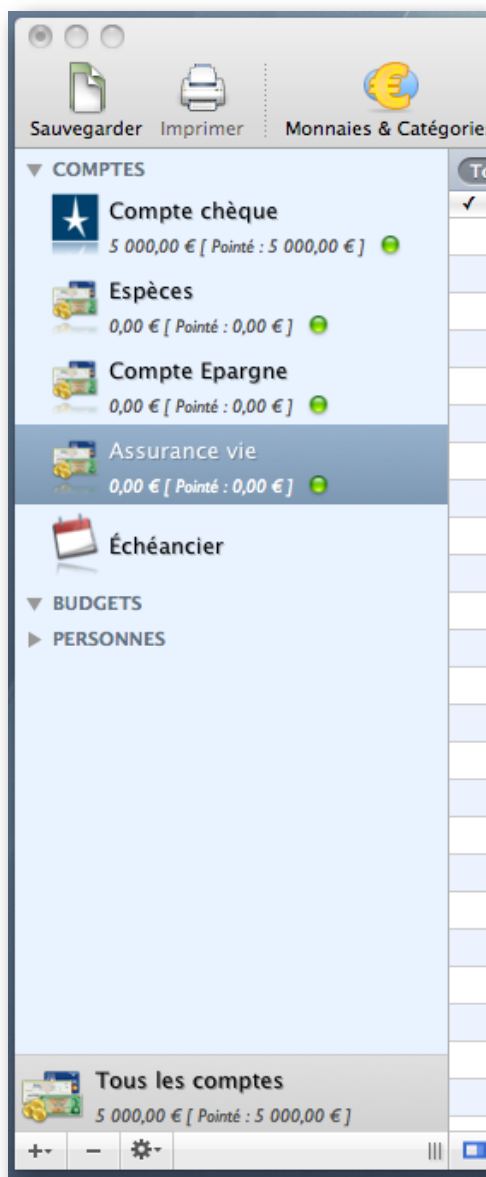 Sauvegarder Imprimer Monnaies & Catégorie
COMPTES
Compte chèque
5 000,00 € [ Pointé : 5 000,00 € ]
Espèces
0,00 € [ Pointé : 0,00 € ]
Compte Epargne
0,00 € [ Pointé : 0,00 € ]
Assurance vie
0,00 € [ Pointé : 0,00 € ]
Échéancier
BUDGETS
PERSONNES
Tous les comptes
5 000,00 € [ Pointé : 5 000,00 € ]